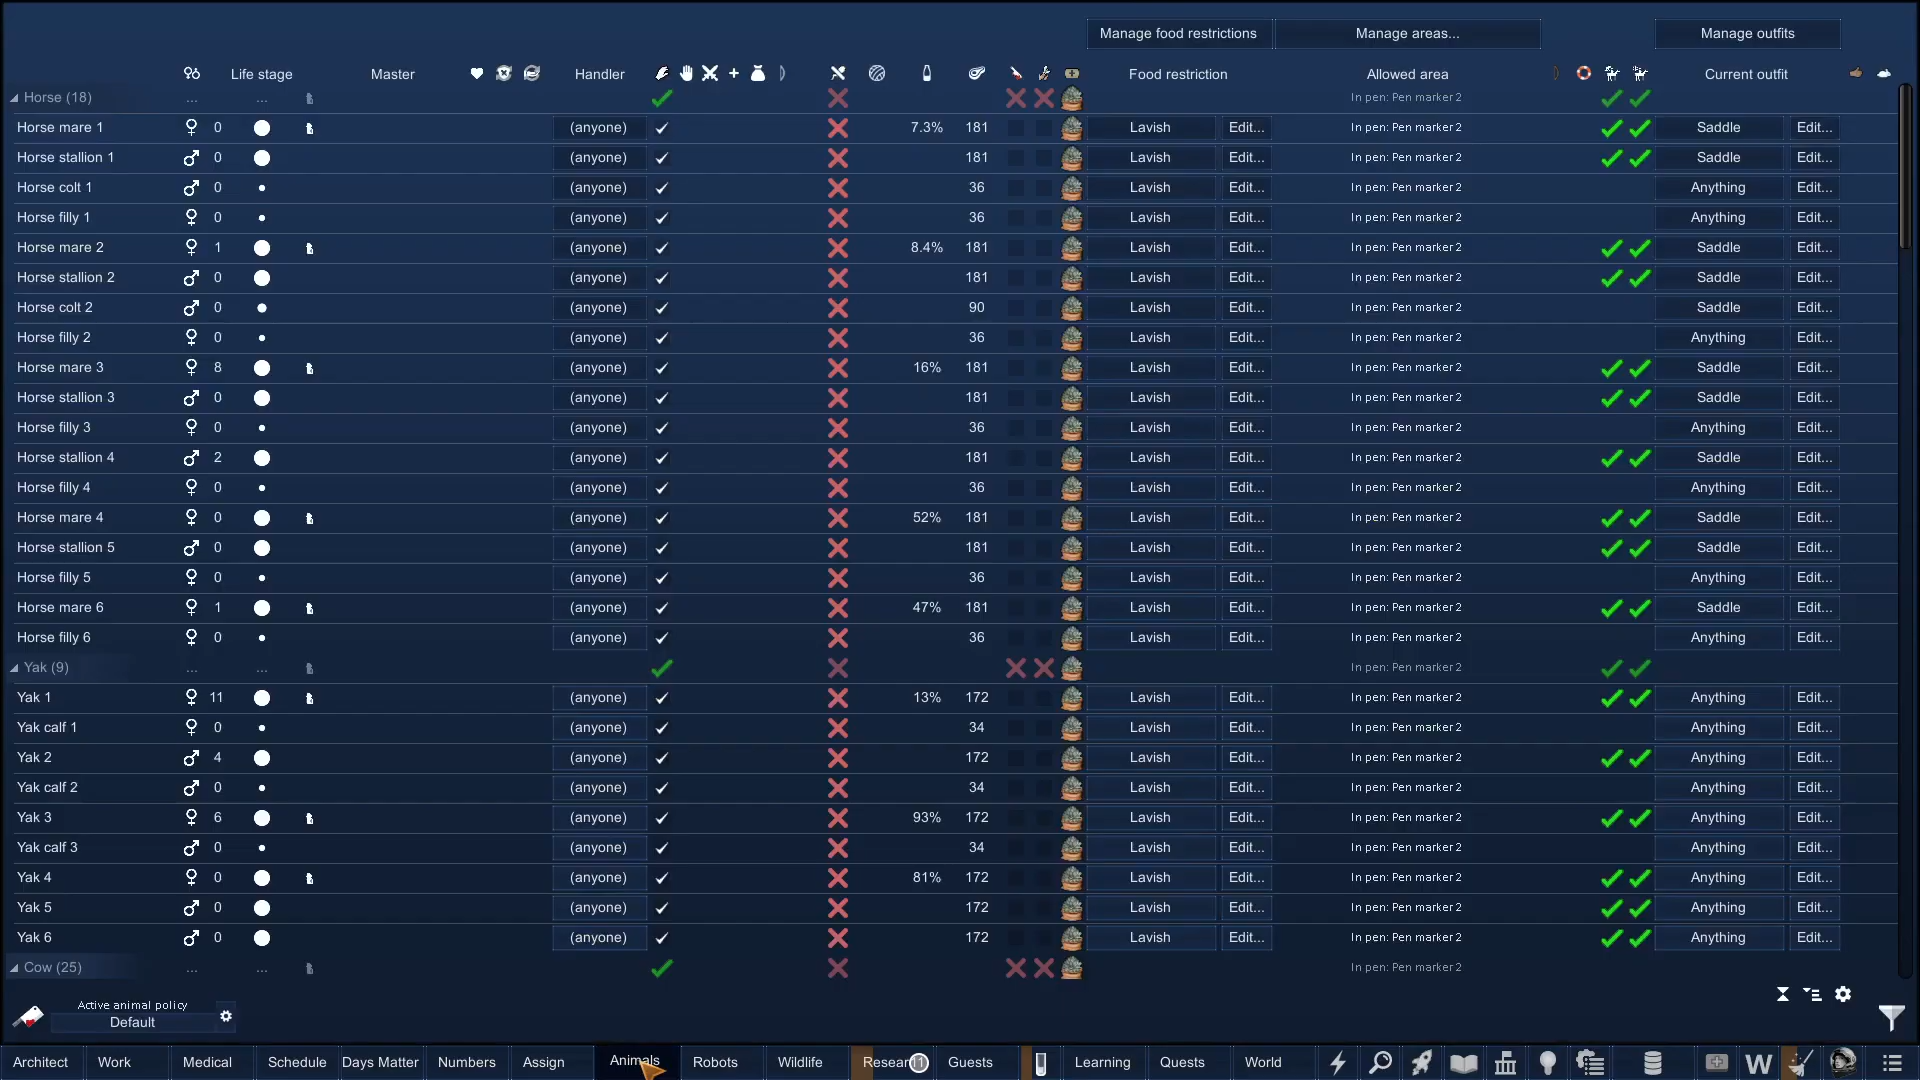 Manage food restrictions Manage areas... Manage outfits
Life stage Master Handler Food restriction Allowed area Current outfit
Horse (18) ... ... In pen: Pen marker 2
Horse mare 1 0 (anyone) 7.3% 181 Lavish Edit... In pen: Pen marker 2 Saddle Edit...
Horse stallion 1 0 (anyone) 181 Lavish Edit... In pen: Pen marker 2 Saddle Edit...
Horse colt 1 0 (anyone) 36 Lavish Edit... In pen: Pen marker 2 Anything Edit...
Horse filly 1 0 (anyone) 36 Lavish Edit... In pen: Pen marker 2 Anything Edit...
Horse mare 2 1 (anyone) 8.4% 181 Lavish Edit... In pen: Pen marker 2 Saddle Edit...
Horse stallion 2 0 (anyone) 181 Lavish Edit... In pen: Pen marker 2 Saddle Edit...
Horse colt 2 0 (anyone) 90 Lavish Edit... In pen: Pen marker 2 Saddle Edit...
Horse filly 2 0 (anyone) 36 Lavish Edit... In pen: Pen marker 2 Anything Edit...
Horse mare 3 8 (anyone) 16% 181 Lavish Edit... In pen: Pen marker 2 Saddle Edit...
Horse stallion 3 0 (anyone) 181 Lavish Edit... In pen: Pen marker 2 Saddle Edit...
Horse filly 3 0 (anyone) 36 Lavish Edit... In pen: Pen marker 2 Anything Edit...
Horse stallion 4 2 (anyone) 181 Lavish Edit... In pen: Pen marker 2 Saddle Edit...
Horse filly 4 0 (anyone) 36 Lavish Edit... In pen: Pen marker 2 Anything Edit...
Horse mare 4 0 (anyone) 52% 181 Lavish Edit... In pen: Pen marker 2 Saddle Edit...
Horse stallion 5 0 (anyone) 181 Lavish Edit... In pen: Pen marker 2 Saddle Edit...
Horse filly 5 0 (anyone) 36 Lavish Edit... In pen: Pen marker 2 Anything Edit...
Horse mare 6 1 (anyone) 47% 181 Lavish Edit... In pen: Pen marker 2 Saddle Edit...
Horse filly 6 0 (anyone) 36 Lavish Edit... In pen: Pen marker 2 Anything Edit...
Yak (9) ... ... In pen: Pen marker 2
Yak 1 11 (anyone) 13% 172 Lavish Edit... In pen: Pen marker 2 Anything Edit...
Yak calf 1 0 (anyone) 34 Lavish Edit... In pen: Pen marker 2 Anything Edit...
Yak 2 4 (anyone) 172 Lavish Edit... In pen: Pen marker 2 Anything Edit...
Yak calf 2 0 (anyone) 34 Lavish Edit... In pen: Pen marker 2 Anything Edit...
Yak 3 6 (anyone) 93% 172 Lavish Edit... In pen: Pen marker 2 Anything Edit...
Yak calf 3 0 (anyone) 34 Lavish Edit... In pen: Pen marker 2 Anything Edit...
Yak 4 0 (anyone) 81% 172 Lavish Edit... In pen: Pen marker 2 Anything Edit...
Yak 5 0 (anyone) 172 Lavish Edit... In pen: Pen marker 2 Anything Edit...
Yak 6 0 (anyone) 172 Lavish Edit... In pen: Pen marker 2 Anything Edit...
Cow (25) ... ... In pen: Pen marker 2
Active animal policy
Default
Architect Work Medical Schedule Days Matter Numbers Assign Animals Robots Wildlife Resear 11 Guests Learning Quests World W